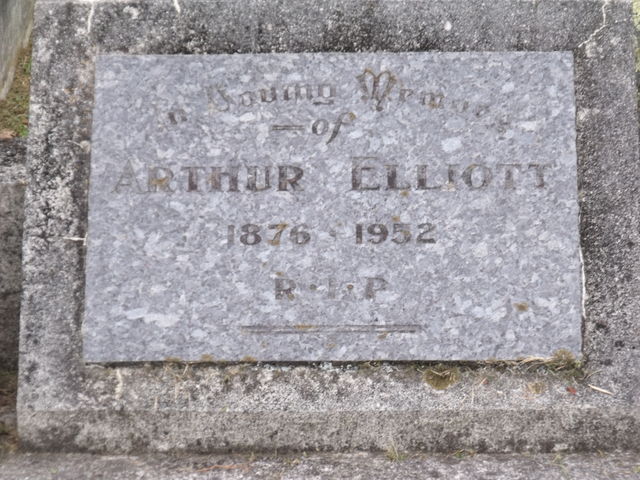 In Loving Memory
of
ARTHUR ELLIOTT
1876 - 1952
R·I·P